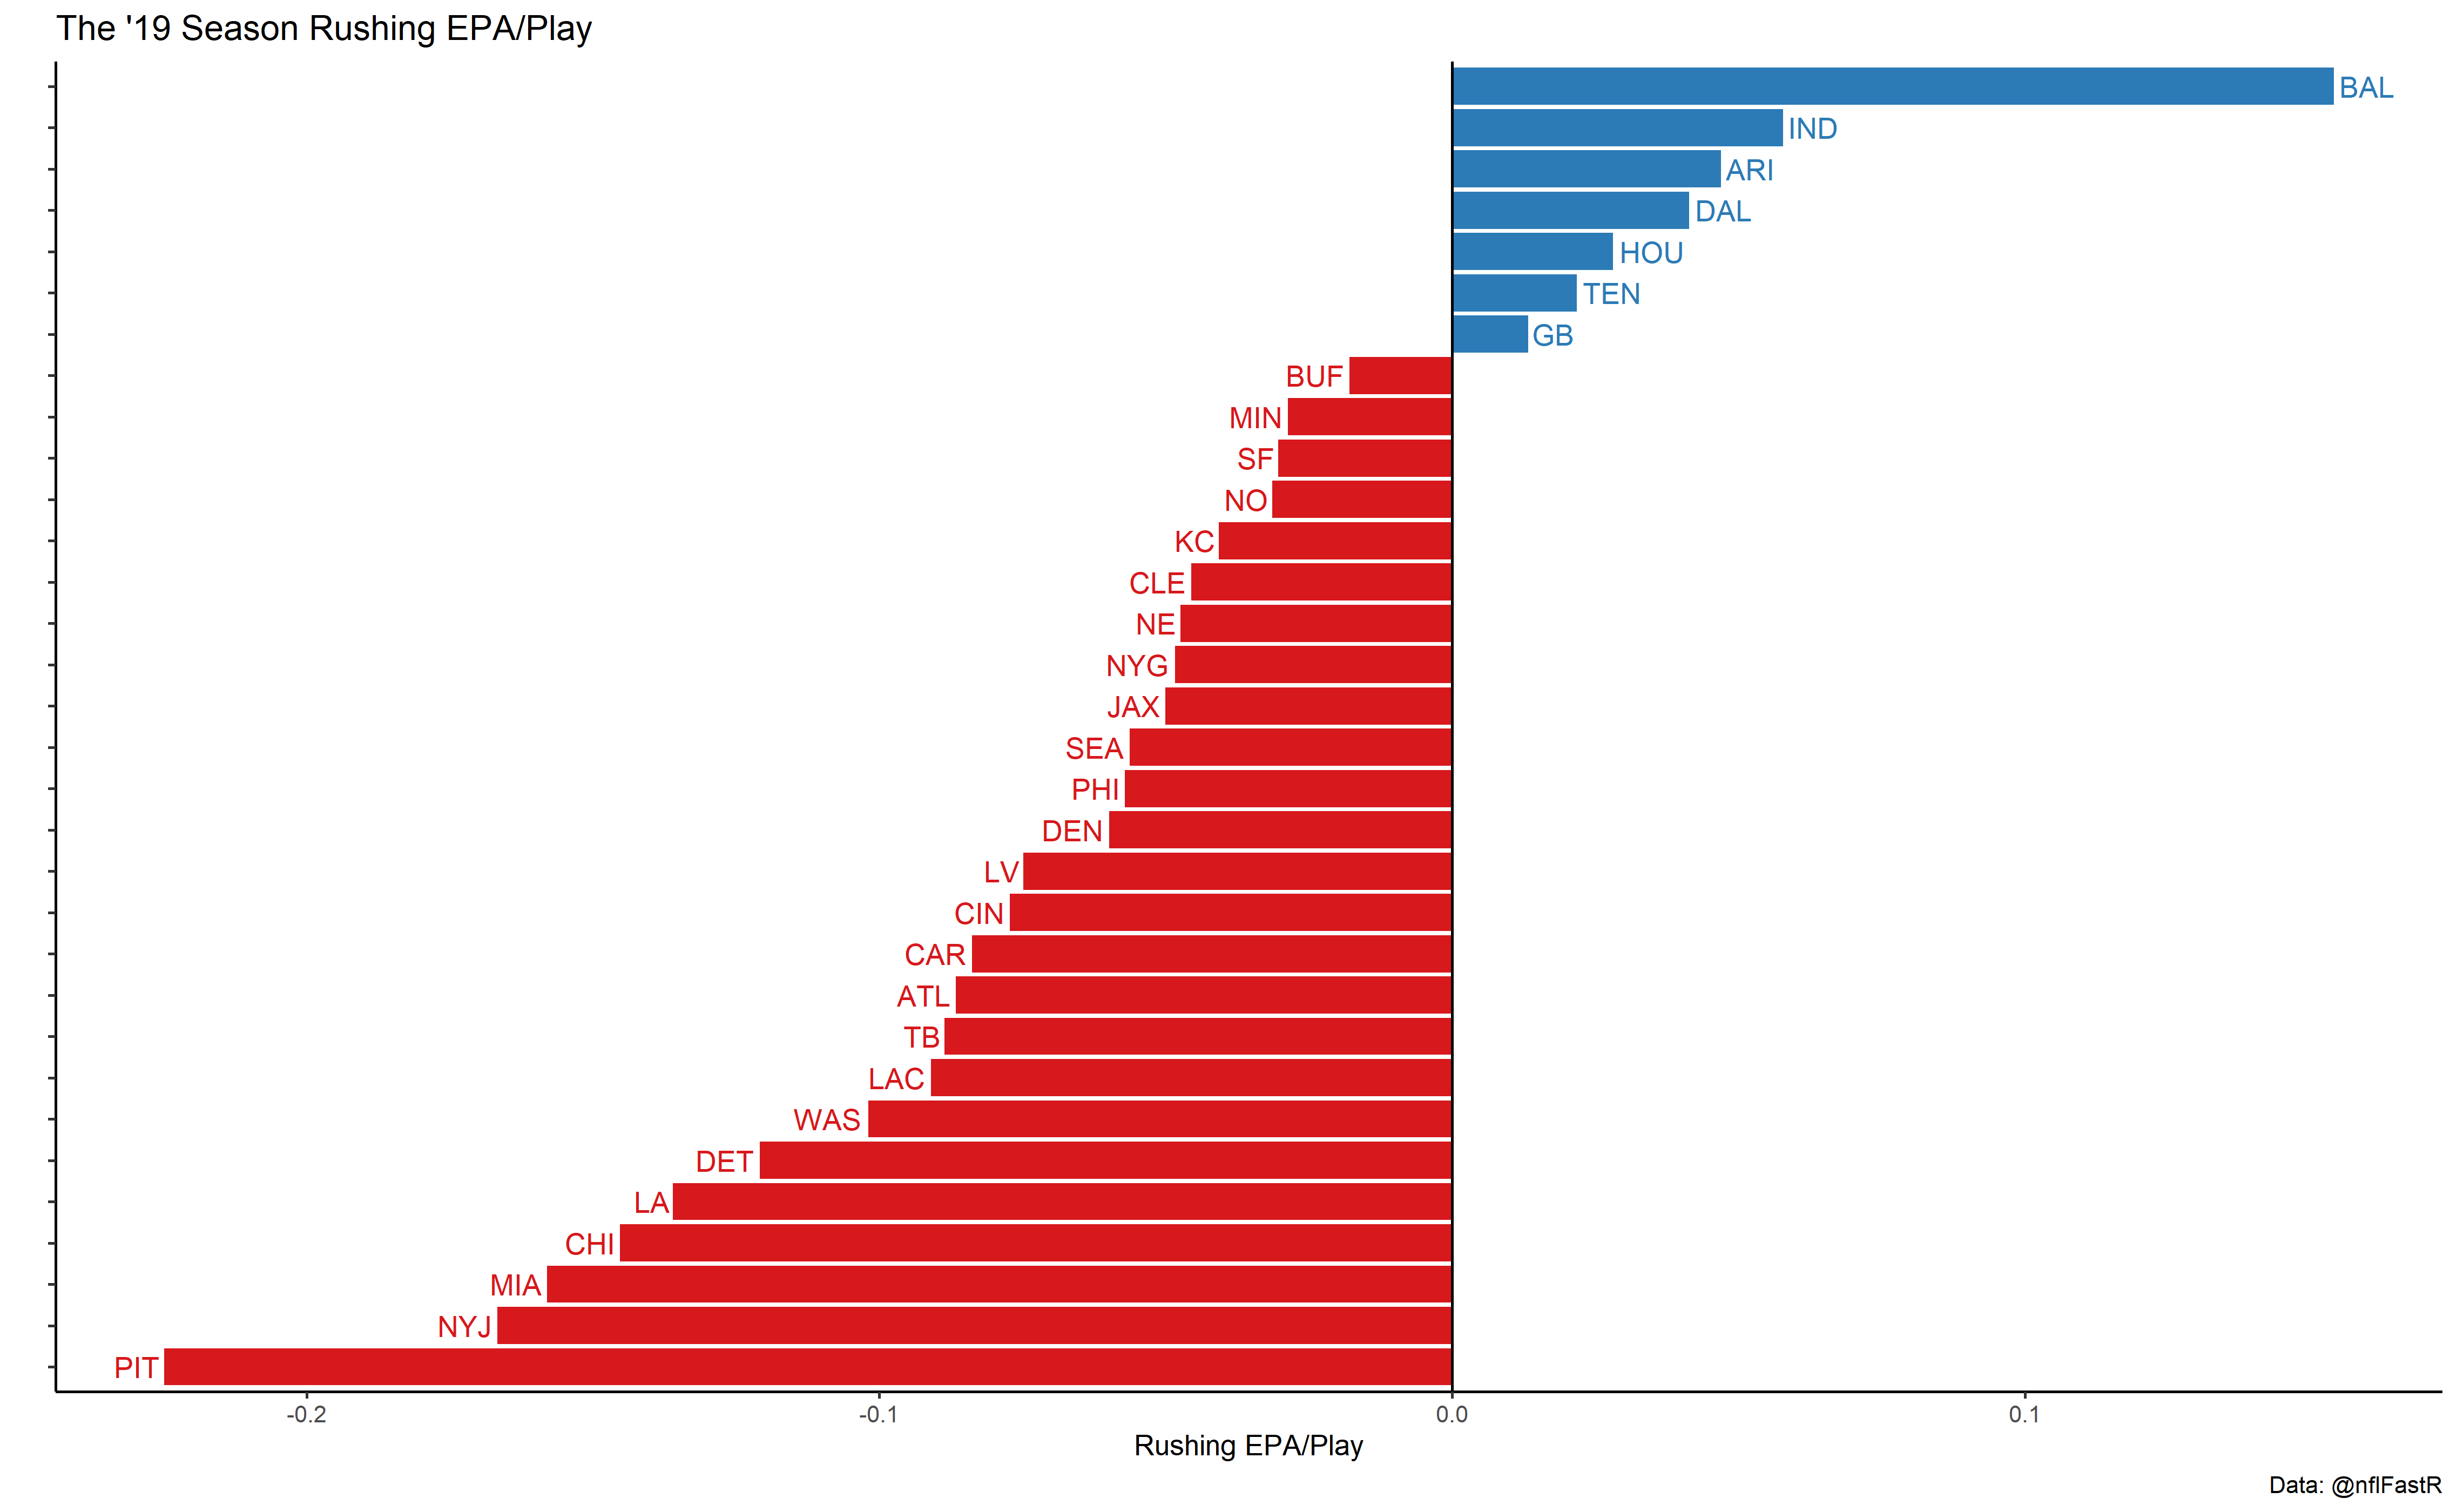 The '19 Season Rushing EPA/Play
BAL
IND
ARI
DAL
HOU
TEN
GB
BUF
MIN
SF
NO
KC
CLE
NE
NYG
JAX
SEA
PHI
DEN
LV
CIN
CAR
ATL
TB
LAC
WAS
DET
LA
CHI
MIA
NYJ
PIT
-0.2 -0.1 0.0 0.1
Rushing EPA/Play
Data: @nflFastR